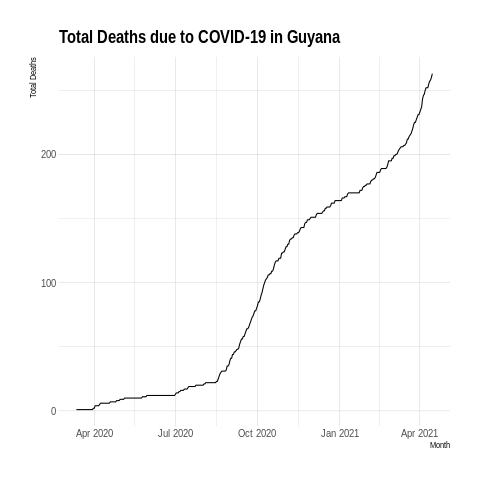 Total Deaths due to COVID-19 in Guyana
Total Deaths
200
100
0
Apr 2020 Jul 2020 Oct 2020 Jan 2021 Apr 2021
Month